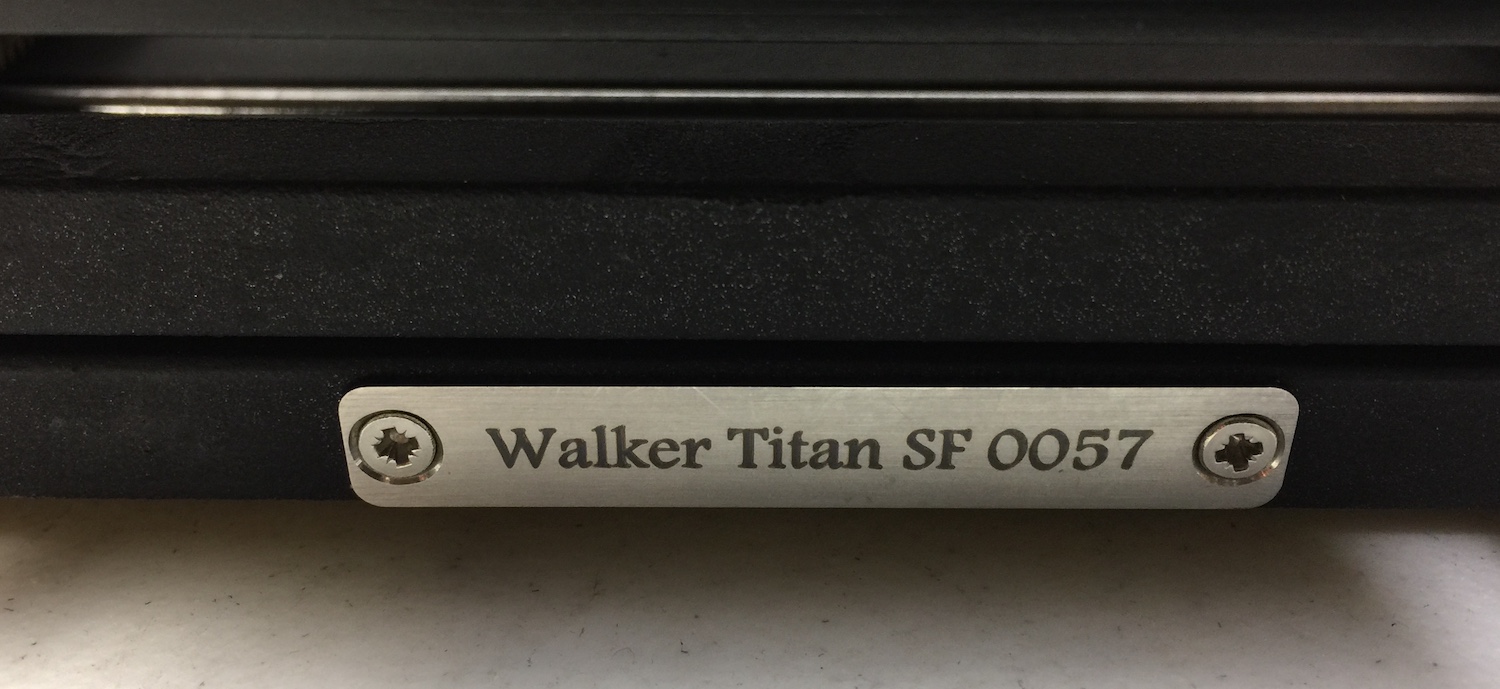 Walker Titan SF 0057